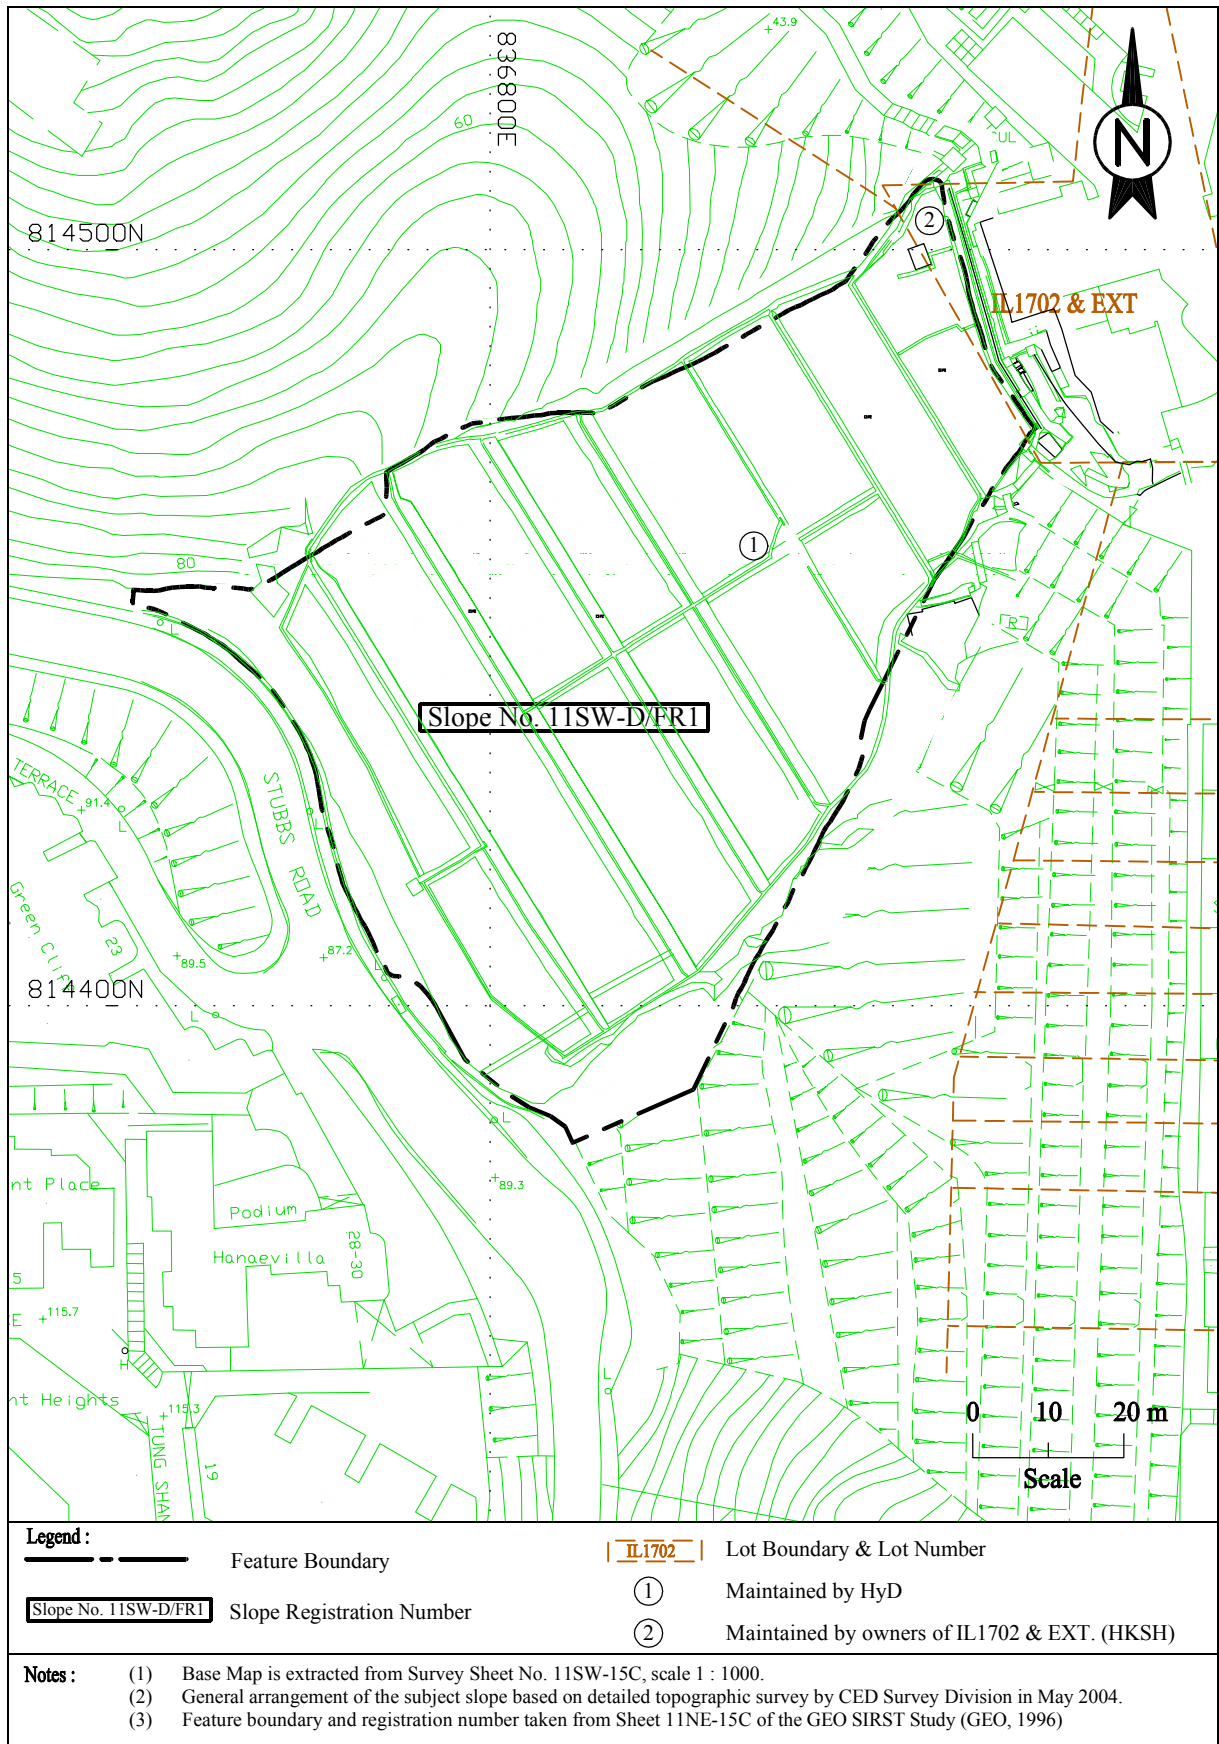 43.9
836800E
60
UL
N
814500N
2
IL1702 & EXT
1
80
L
R
Slope No. 11SW-D/FR1
TERRACE
91.4
L
STUBBS ROAD
L
Green Cliff
23
89.5
87.2
L
814400N
L
L
89.3
nt Place
Podium
Hanaevilla
28-30
5
E
115.7
H
L
nt Heights
115.3
TUNG SHAN
19
0 10 20 m
Scale
Legend :
Feature Boundary
IL1702 Lot Boundary & Lot Number
1 Maintained by HyD
Slope No. 11SW-D/FR1 Slope Registration Number
2 Maintained by owners of IL1702 & EXT. (HKSH)
Notes : (1) Base Map is extracted from Survey Sheet No. 11SW-15C, scale 1 : 1000.
(2) General arrangement of the subject slope based on detailed topographic survey by CED Survey Division in May 2004.
(3) Feature boundary and registration number taken from Sheet 11NE-15C of the GEO SIRST Study (GEO, 1996)